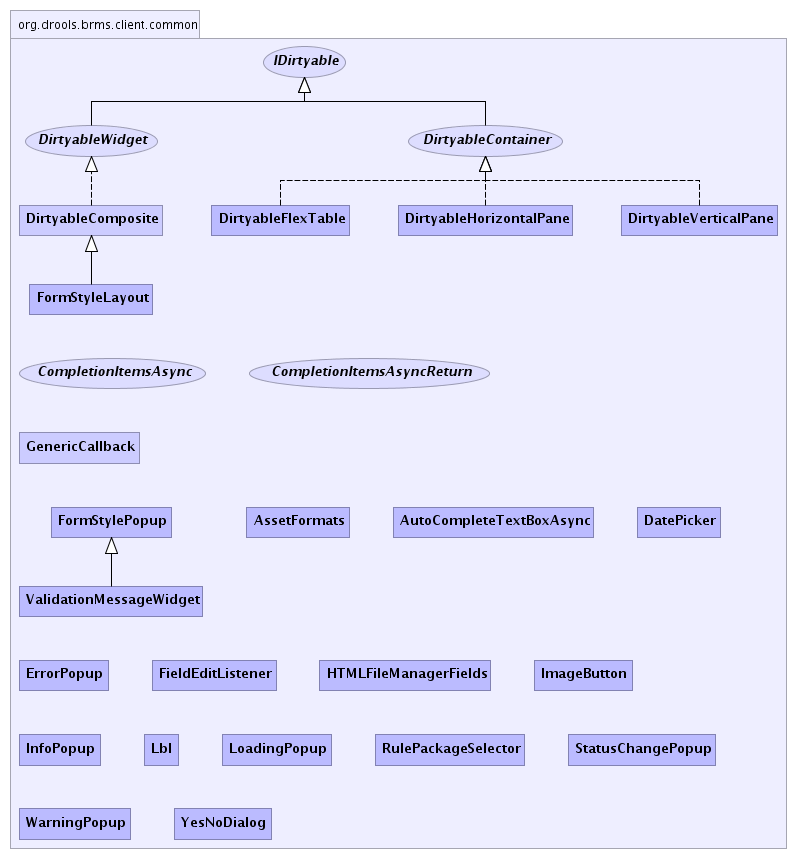 org.drools.brms.client.common
IDirtyable
DirtyableWidget DirtyableContainer
DirtyableComposite DirtyableFlexTable DirtyableHorizontalPane DirtyableVerticalPane
FormStyleLayout
CompletionItemsAsync CompletionItemsAsyncReturn
GenericCallback
FormStylePopup AssetFormats AutoCompleteTextBoxAsync DatePicker
ValidationMessageWidget
ErrorPopup FieldEditListener HTMLFileManagerFields ImageButton
InfoPopup Lbl LoadingPopup RulePackageSelector StatusChangePopup
WarningPopup YesNoDialog